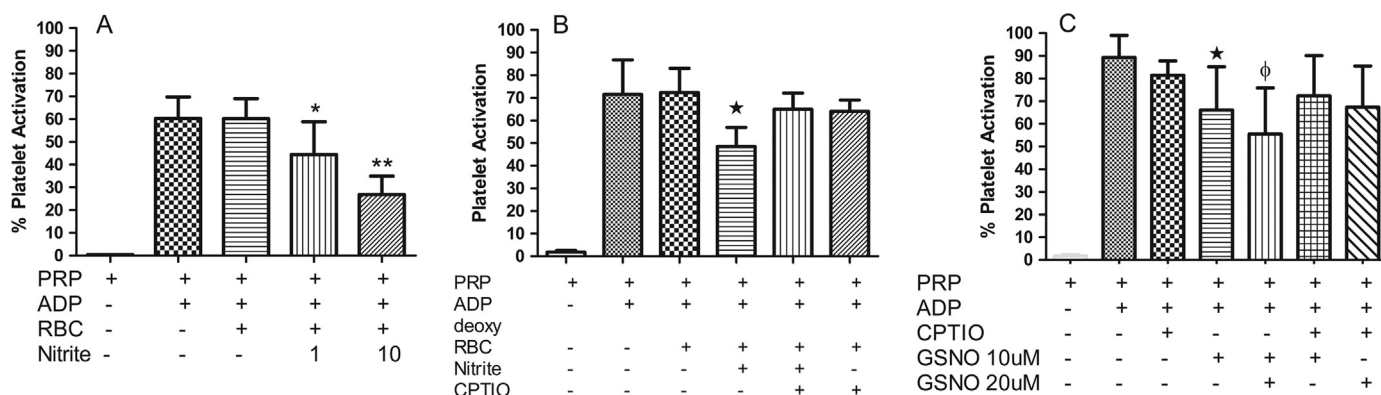 A
% Platelet Activation
100
90
80
70
60
50
40
30
20
10
0
*
**
PRP + + + + +
ADP - + + + +
RBC - - + + +
Nitrite - - - 1 10
B
Platelet Activation
100
90
80
70
60
50
40
30
20
10
0
★
PRP + + + + + +
ADP - + + + + +
deoxy
RBC - - + + + +
Nitrite - - - + + -
CPTIO - - - - + +
C
% Platelet Activation
100
90
80
70
60
50
40
30
20
10
0
★
ϕ
PRP + + + + + + +
ADP - + + + + + +
CPTIO - - + - - + +
GSNO 10uM - - - + + + -
GSNO 20uM - - - - + - +